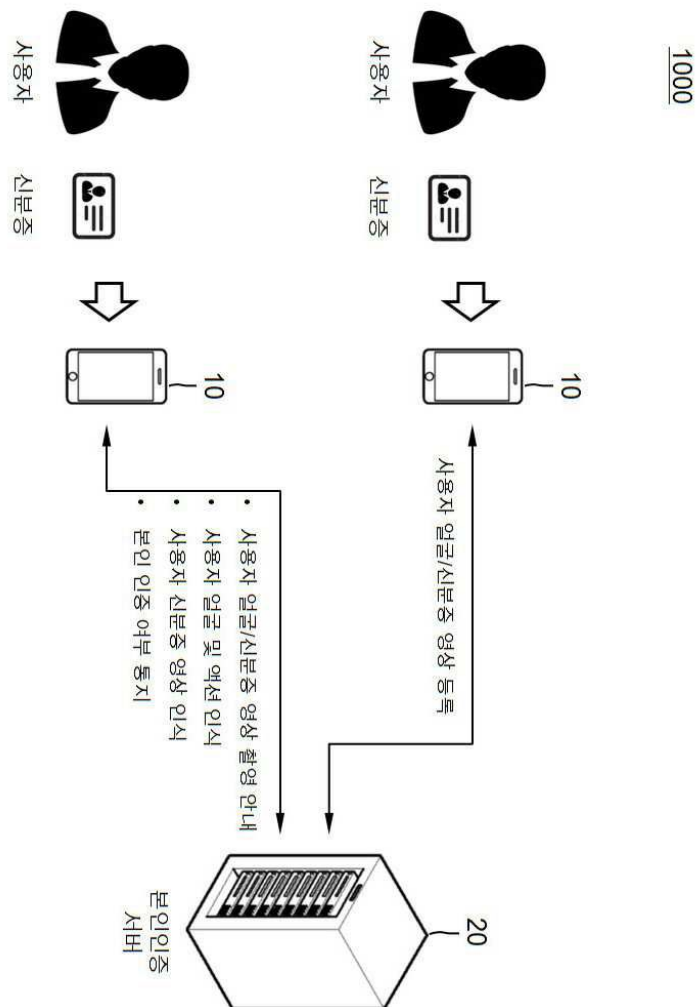 1000
10
20
사용자
신분증
사용자 얼굴/신분증 영상 등록
본인인증
서버
10
• 사용자 얼굴/신분증 영상 촬영 안내
• 사용자 얼굴 및 액션 인식
• 사용자 신분증 영상 인식
• 본인 인증 여부 통지
사용자
신분증